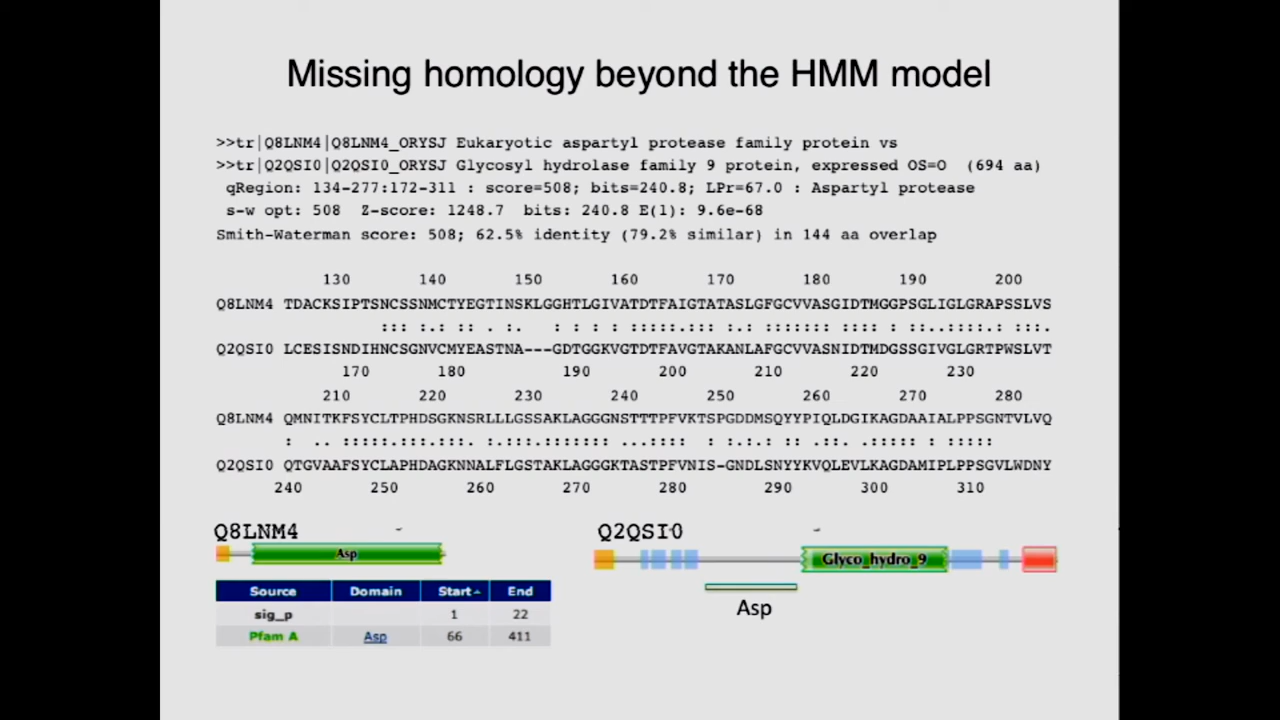 Missing homology beyond the HMM model
>>tr|Q8LNM4|Q8LNM4_ORYSJ Eukaryotic aspartyl protease family protein vs
>>tr|Q2QSI0|Q2QSI0_ORYSJ Glycosyl hydrolase family 9 protein, expressed OS=O (694 aa)
qRegion: 134-277:172-311 : score=508; bits=240.8; LPr=67.0 : Aspartyl protease
s-w opt: 508 Z-score: 1248.7 bits: 240.8 E(1): 9.6e-68
Smith-Waterman score: 508; 62.5% identity (79.2% similar) in 144 aa overlap
130 140 150 160 170 180 190 200
Q8LNM4 TDACKSIPTSNCSSNMCTYEGTINSKLGGHTLGIVATDTFAIGTATASLGFGCVVASGIDTMGGPSGLIGLGRAPSSLVS
::: :.: :: . :. : : : :::::.:: :.: ::::::: :::: : ::..::::. : :::.
Q2QSI0 LCESISNDIHNCSGNVCMYEASTNA---GDTGGKVGTDTFAVGTAKANLAFGCVVASNIDTMDGSSGIVGLGRTPWSLVT
170 180 190 200 210 220 230
210 220 230 240 250 260 270 280
Q8LNM4 QMNITKFSYCLTPHDSGKNSRLLLGSSAKLAGGGNSTTTPFVKTSPGDDMSQYYPIQLDGIKAGDAAIALPPSGNTVLVQ
: .. :::::.:::.:::. :.:::.::::::: ...::::. : :.:.: :: :.. .::::: : :::::
Q2QSI0 QTGVAAFSYCLAPHDAGKNNALFLGSTAKLAGGGKTASTPFVNIS-GNDLSNYYKVQLEVLKAGDAMIPLPPSGVLWDNY
240 250 260 270 280 290 300 310
Q8LNM4
Asp
Q2QSI0
Glyco_hydro_9
Asp
Source Domain Start End
sig_p 1 22
Pfam A Asp 66 411